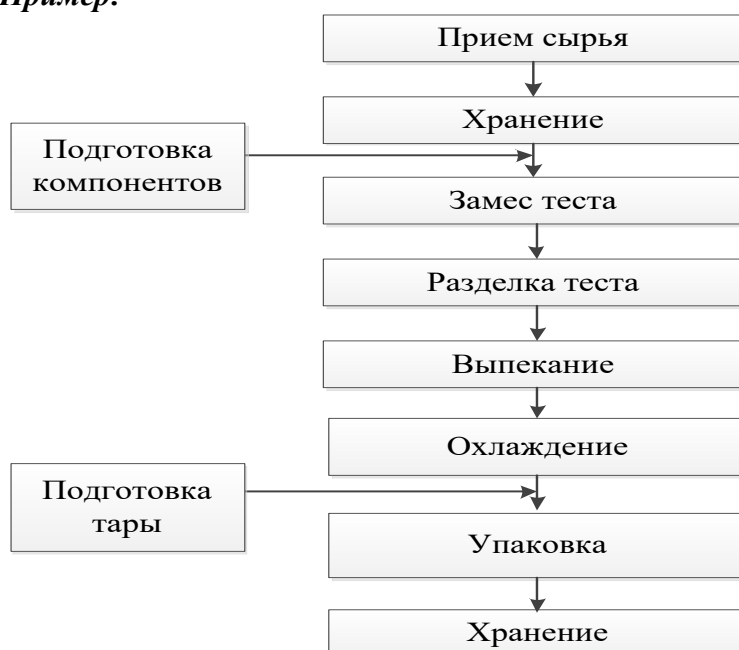 Пример:
Прием сырья
Хранение
Подготовка
компонентов
Замес теста
Разделка теста
Выпекание
Охлаждение
Подготовка
тары
Упаковка
Хранение